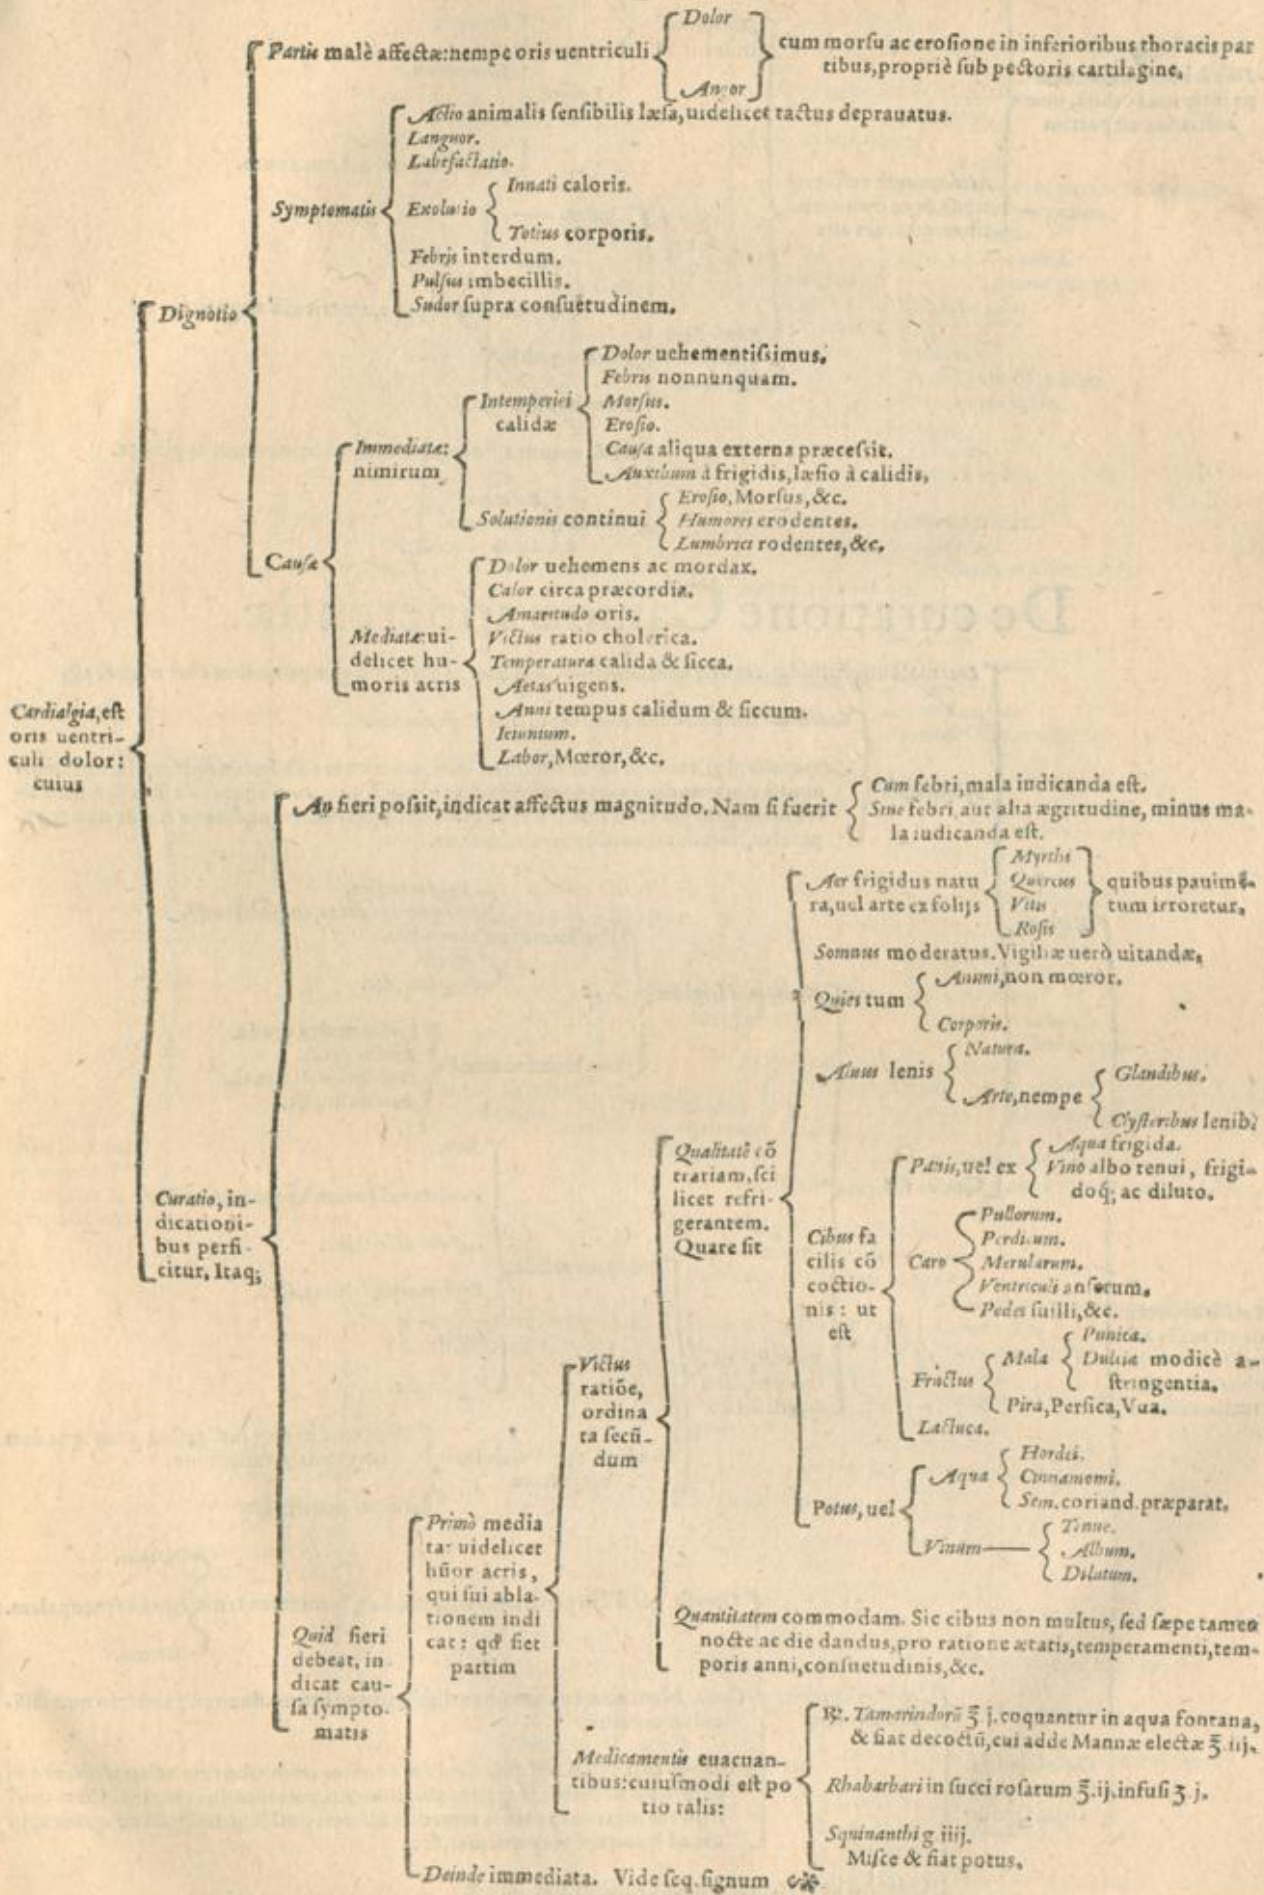 Cardialgia, est
oris uentri-
culi dolor:
cuius
Dignotio
Partis malè affectæ: nempe oris uentriculi
Dolor
Angor
cum morsu ac erosione in inferioribus thoracis par
tibus, propriè sub pectoris cartilagine.
Symptomatis
Actio animalis sensibilis læsa, uidelicet tactus deprauatus.
Languor.
Labefactatio.
Exolutio
Innati caloris.
Totius corporis.
Febris interdum.
Pulsus imbecillis.
Sudor supra consuetudinem.
Causæ
Immediatæ:
nimirum
Intemperiei
calidæ
Dolor uehementissimus.
Febris nonnunquam.
Morsus.
Erosio.
Causa aliqua externa præcessit.
Auxilium à frigidis, læsio à calidis.
Solutionis continui
Erosio, Morsus, &c.
Humores erodentes.
Lumbrici rodentes, &c.
Mediatæ: ui-
delicet hu-
moris acris
Dolor uehemens ac mordax.
Calor circa præcordia.
Amaritudo oris.
Victus ratio cholerica.
Temperatura calida & sicca.
Aetas uigens.
Anni tempus calidum & siccum.
Ieiunium.
Labor, Mœror, &c.
Curatio, in-
dicationi-
bus perfi-
citur. Itaq;
An fieri possit, indicat affectus magnitudo. Nam si fuerit
Cum febri, mala iudicanda est.
Sine febri aut alia ægritudine, minus ma-
la iudicanda est.
Quid fieri
debeat, in
dicat cau-
sa sympto-
matis
Primò media
ta: uidelicet
hũor acris,
qui sui abla-
tionem indi
cat: qđ fiet
partim
Victus
ratiõe,
ordina
ta secũ-
dum
Qualitatẽ cõ
trariam, sci
licet refri-
gerantem.
Quare sit
Aer frigidus natu
ra, uel arte ex folijs
Myrthi
Quercus
Vitis
Rosis
quibus pauimẽ-
tum irroretur.
Somnus moderatus. Vigiliæ uerò uitandæ.
Quies tum
Animi, non mœror.
Corporis.
Aluus lenis
Natura.
Arte, nempe
Glandibus.
Clysteribus lenib.
Cibus fa
cilis cõ
coctio-
nis: ut
est
Panis, uel ex
Aqua frigida.
Vino albo tenui, frigi-
doq́; ac diluto.
Caro
Pullorum.
Perdicum.
Merularum.
Ventriculi anserum.
Pedes suilli, &c.
Fructus
Mala
Punica.
Dulcia modicè a-
stringentia.
Pira, Persica, Vua.
Lactuca.
Potus, uel
Aqua
Hordei.
Cinnamomi.
Sem. coriand. præparat.
Vinum
Tenue.
Album.
Dilutum.
Quantitatem commodam. Sic cibus non multus, sed sæpe tamen
nocte ac die dandus, pro ratione ætatis, temperamenti, tem-
poris anni, consuetudinis, &c.
Medicamentis euacuan-
tibus: cuiusmodi est po
tio talis:
℞. Tamarindorũ ℥ j. coquantur in aqua fontana,
& fiat decoctũ, cui adde Mannæ electæ ℥. iij.
Rhabarbari in succi rosarum ℥. ij. infusi ʒ. j.
Squinanthi g. iiij.
Misce & fiat potus.
Deinde immediata. Vide seq. signum